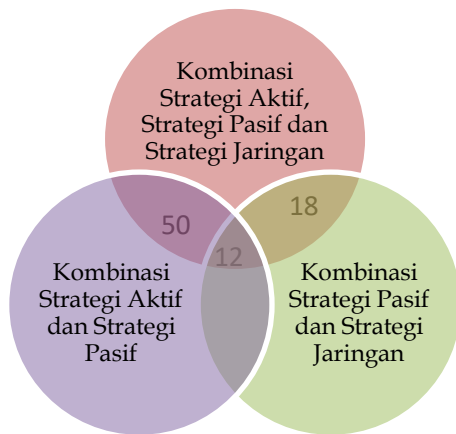 Kombinasi
Strategi Aktif,
Strategi Pasif dan
Strategi Jaringan
50
18
12
Kombinasi
Strategi Aktif
dan Strategi
Pasif
Kombinasi
Strategi Pasif
dan Strategi
Jaringan